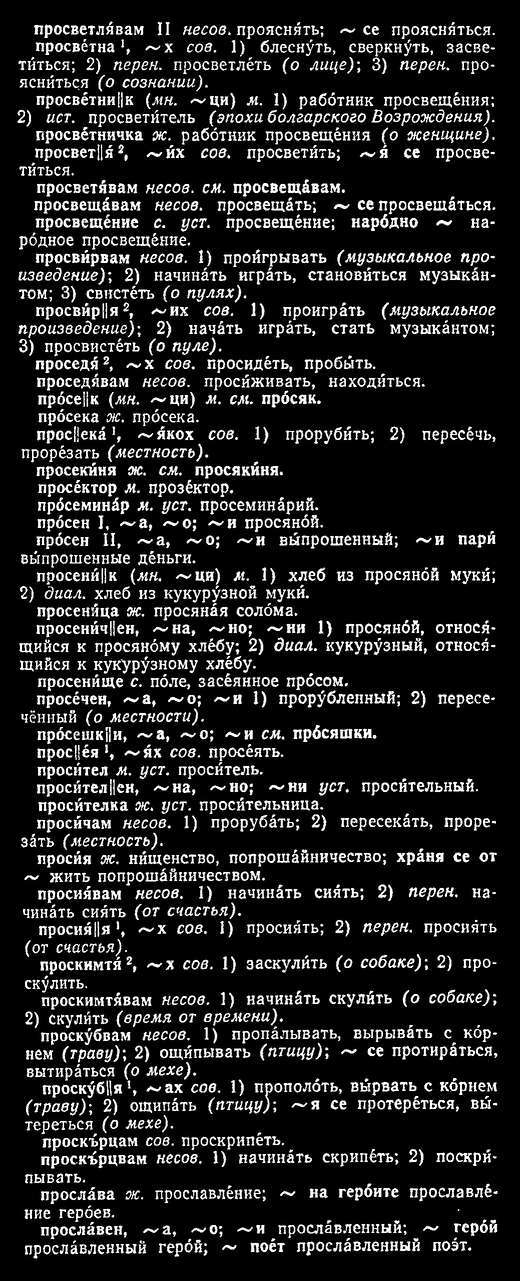 просветля́вам II несов. проясня́ть; ~ се проясня́ться.
просве́тна¹, ~х сов. 1) блесну́ть, сверкну́ть, засве-
ти́ться; 2) перен. просветле́ть (о лице); 3) перен. про-
ясни́ться (о сознании).
просве́тни||к (мн. ~ци) м. 1) рабо́тник просвеще́ния;
2) ист. просвети́тель (эпохи болгарского Возрождения).
просве́тничка ж. рабо́тник просвеще́ния (о женщине).
просвет||я́², ~и́х сов. просвети́ть; ~я́ се просве-
ти́ться.
просветя́вам несов. см. просвеща́вам.
просвеща́вам несов. просвеща́ть; ~ се просвеща́ться.
просвеще́ние с. уст. просвеще́ние; наро́дно ~ на-
ро́дное просвеще́ние.
просви́рвам несов. 1) прои́грывать (музыкальное про-
изведение); 2) начина́ть игра́ть, станови́ться музыка́н-
том; 3) свисте́ть (о пулях).
просви́р||я², ~их сов. 1) проигра́ть (музыкальное
произведение); 2) нача́ть игра́ть, стать музыка́нтом;
3) просвисте́ть (о пуле).
проседя́², ~х сов. просиде́ть, пробы́ть.
проседя́вам несов. проси́живать, находи́ться.
про́се||к (мн. ~ци) м. см. про́сяк.
про́сека ж. про́сека.
прос||ека́¹, ~я́кох сов. 1) проруби́ть; 2) пересе́чь,
проре́зать (местность).
просеки́ня ж. см. просяки́ня.
просе́ктор м. прозе́ктор.
просемина́р м. уст. просемина́рий.
про́сен I, ~а, ~о; ~и просяно́й.
про́сен II, ~а, ~о; ~и вы́прошенный; ~и пари́
вы́прошенные де́ньги.
просени́||к (мн. ~ци) м. 1) хлеб из просяно́й муки́;
2) диал. хлеб из кукуру́зной муки́.
просени́ца ж. прося́ная соло́ма.
просени́ч||ен, ~на, ~но; ~ни 1) просяно́й, относя́-
щийся к просяно́му хле́бу; 2) диал. кукуру́зный, относя́-
щийся к кукуру́зному хле́бу.
просени́ще с. по́ле, засе́янное про́сом.
просе́чен, ~а, ~о; ~и 1) прору́бленный; 2) пересе-
чённый (о местности).
про́сешк||и, ~а, ~о; ~и см. про́сяшки.
прос||е́я¹, ~я́х сов. просе́ять.
проси́тел м. уст. проси́тель.
проси́тел||ен, ~на, ~но; ~ни уст. проси́тельный.
проси́телка ж. уст. проси́тельница.
проси́чам несов. 1) проруба́ть; 2) пересека́ть, проре-
за́ть (местность).
проси́я ж. ни́щенство, попроша́йничество; хра́ня се от
~ жить попроша́йничеством.
просия́вам несов. 1) начина́ть сия́ть; 2) перен. на-
чина́ть сия́ть (от счастья).
просия́||я¹, ~х сов. 1) просия́ть; 2) перен. просия́ть
(от счастья).
проскимтя́², ~х сов. 1) заскули́ть (о собаке); 2) про-
скули́ть.
проскимтя́вам несов. 1) начина́ть скули́ть (о собаке);
2) скули́ть (время от времени).
проску́бвам несов. 1) пропа́лывать, вырыва́ть с ко́р-
нем (траву); 2) ощи́пывать (птицу); ~ се протира́ться,
вытира́ться (о мехе).
проску́б||я¹, ~ах сов. 1) прополо́ть, вы́рвать с ко́рнем
(траву); 2) ощипа́ть (птицу); ~я се протере́ться, вы́-
тереться (о мехе).
проскъ́рцам сов. проскрипе́ть.
проскъ́рцвам несов. 1) начина́ть скрипе́ть; 2) поскри́-
пывать.
просла́ва ж. прославле́ние; ~ на геро́ите прославле́-
ние геро́ев.
просла́вен, ~а, ~о; ~и просла́вленный; ~ геро́й
просла́вленный геро́й; ~ пое́т просла́вленный поэ́т.